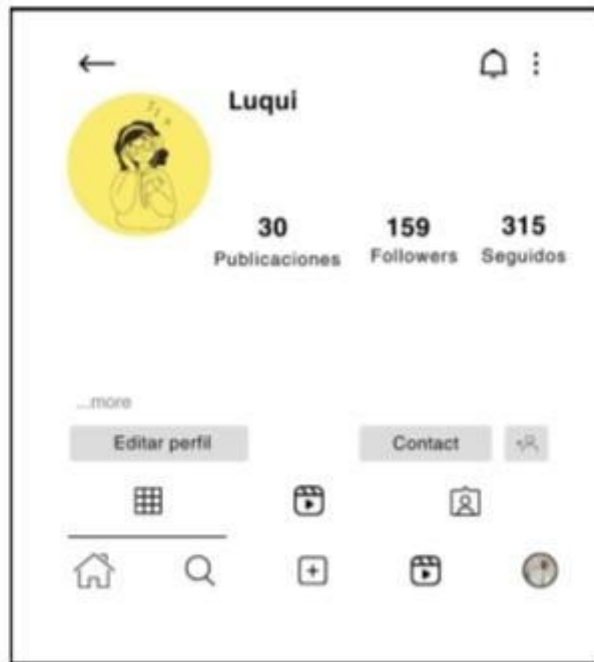 Luqui
30 159 315
Publicaciones Followers Seguidos
...more
Editar perfil Contact